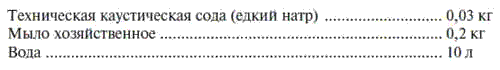 Техническая каустическая сода (едкий натр) ............................ 0,03 кг
Мыло хозяйственное .................................................................. 0,2 кг
Вода .............................................................................................. 10 л